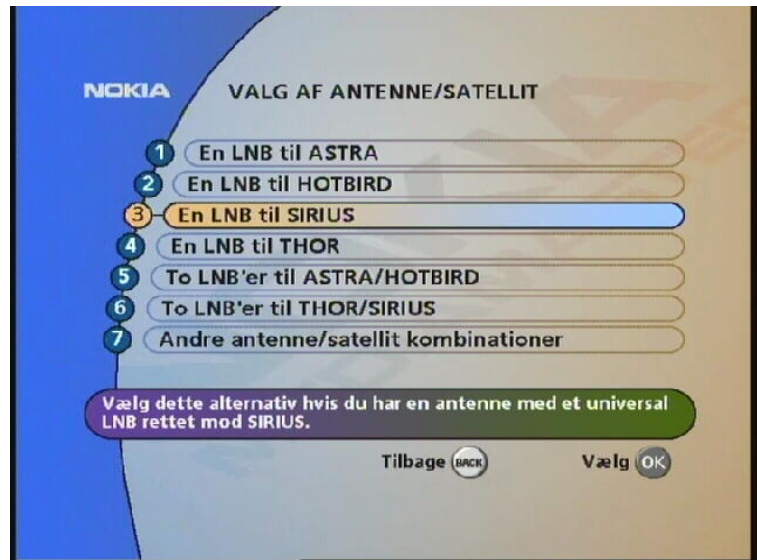 NOKIA
VALG AF ANTENNE/SATELLIT
1 En LNB til ASTRA
2 En LNB til HOTBIRD
3 En LNB til SIRIUS
4 En LNB til THOR
5 To LNB'er til ASTRA/HOTBIRD
6 To LNB'er til THOR/SIRIUS
7 Andre antenne/satellit kombinationer
Vælg dette alternativ hvis du har en antenne med et universal
LNB rettet mod SIRIUS.
Tilbage BACK Vælg OK